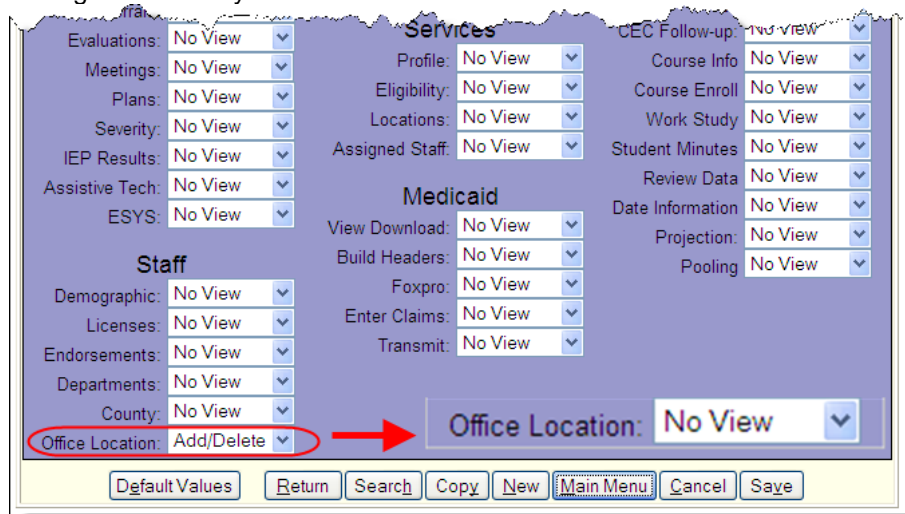 Evaluations: No View
Meetings: No View
Plans: No View
Severity: No View
IEP Results: No View
Assistive Tech: No View
ESYS: No View
Staff
Demographic: No View
Licenses: No View
Endorsements: No View
Departments: No View
County: No View
Office Location: Add/Delete
Services
Profile: No View
Eligibility: No View
Locations: No View
Assigned Staff: No View
Medicaid
View Download: No View
Build Headers: No View
Foxpro: No View
Enter Claims: No View
Transmit: No View
CEC Follow-up: No View
Course Info No View
Course Enroll No View
Work Study No View
Student Minutes No View
Review Data No View
Date Information No View
Projection: No View
Pooling No View
Office Location: No View
Default Values Return Search Copy New Main Menu Cancel Save